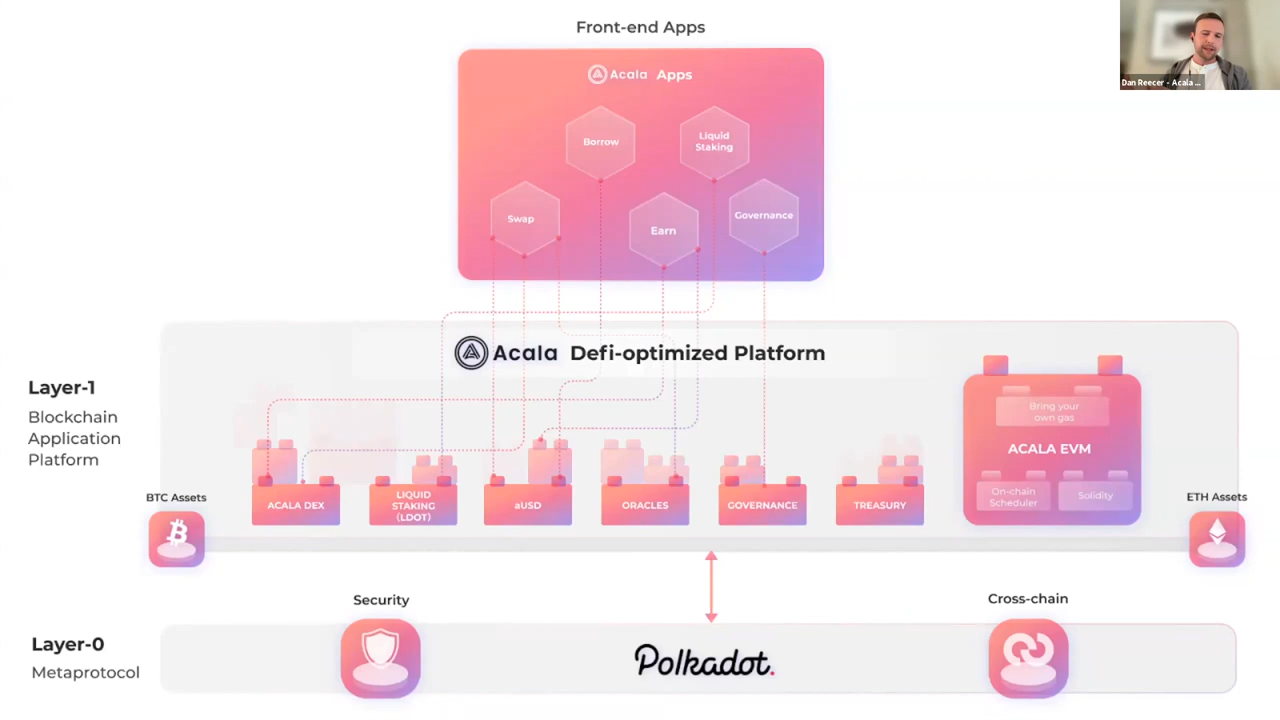 Front-end Apps
Acala Apps
Borrow
Liquid
Staking
Swap
Earn
Governance
Dan Reecer - Acala ...
Acala Defi-optimized Platform
Layer-1
Blockchain
Application
Platform
Bring your
own gas
ACALA EVM
On-chain
Scheduler
Solidity
BTC Assets
ACALA DEX
LIQUID
STAKING
(LDOT)
aUSD
ORACLES
GOVERNANCE
TREASURY
ETH Assets
Security
Cross-chain
Layer-0
Metaprotocol
Polkadot.